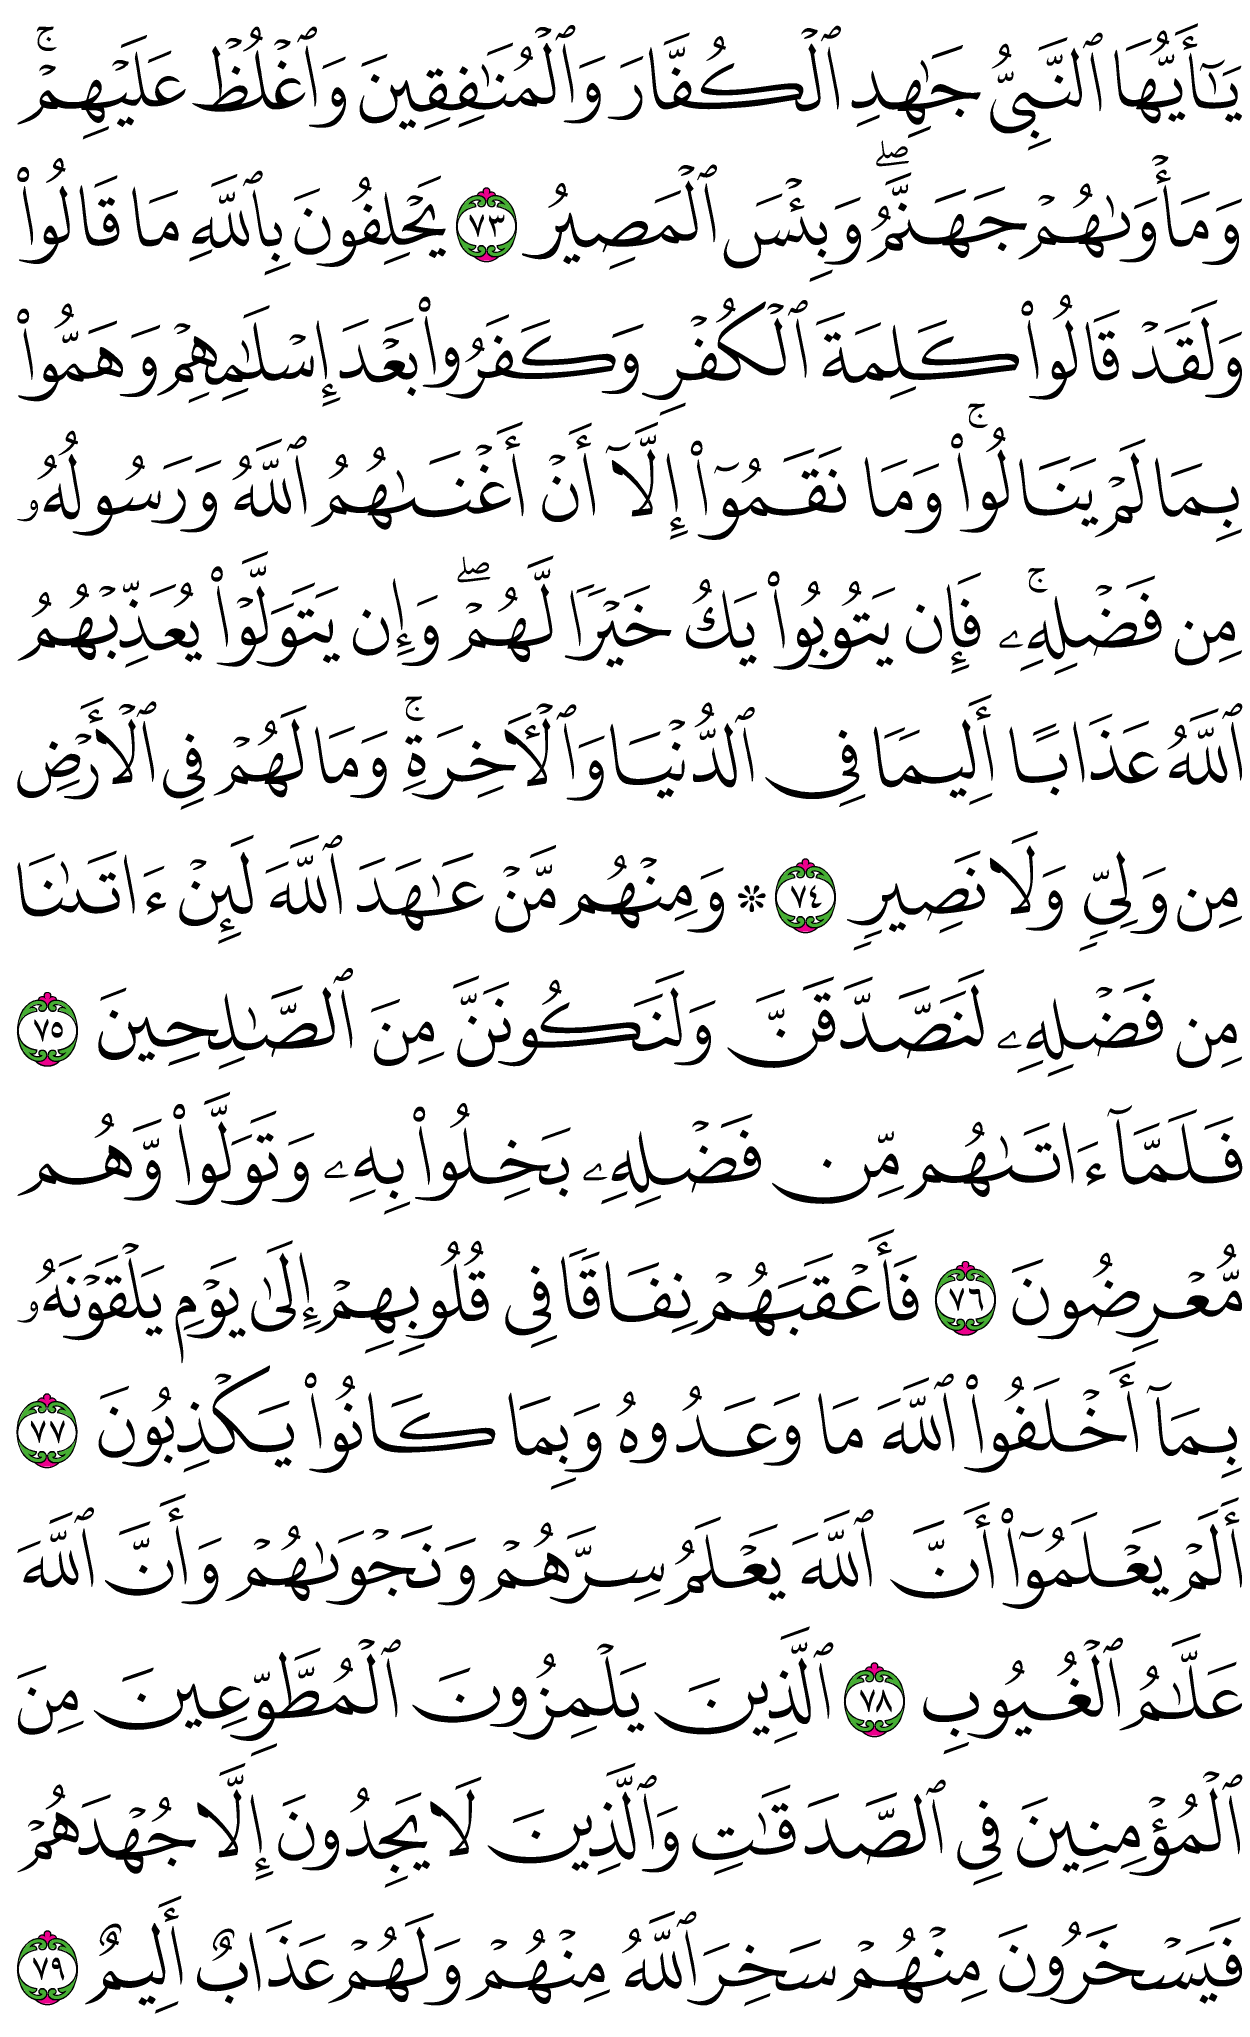 يَٰٓأَيُّهَا ٱلنَّبِىُّ جَٰهِدِ ٱلْكُفَّارَ وَٱلْمُنَٰفِقِينَ وَٱغْلُظْ عَلَيْهِمْۚ
وَمَأْوَىٰهُمْ جَهَنَّمُۖ وَبِئْسَ ٱلْمَصِيرُ ٧٣ يَحْلِفُونَ بِٱللَّهِ مَا قَالُوا۟
وَلَقَدْ قَالُوا۟ كَلِمَةَ ٱلْكُفْرِ وَكَفَرُوا۟ بَعْدَ إِسْلَٰمِهِمْ وَهَمُّوا۟
بِمَا لَمْ يَنَالُوا۟ۚ وَمَا نَقَمُوٓا۟ إِلَّآ أَنْ أَغْنَىٰهُمُ ٱللَّهُ وَرَسُولُهُۥ
مِن فَضْلِهِۦۚ فَإِن يَتُوبُوا۟ يَكُ خَيْرًا لَّهُمْۖ وَإِن يَتَوَلَّوْا۟ يُعَذِّبْهُمُ
ٱللَّهُ عَذَابًا أَلِيمًا فِى ٱلدُّنْيَا وَٱلْأَخِرَةِۚ وَمَا لَهُمْ فِى ٱلْأَرْضِ
مِن وَلِىٍّ وَلَا نَصِيرٍ ٧٤ ۞ وَمِنْهُم مَّنْ عَٰهَدَ ٱللَّهَ لَئِنْ ءَاتَىٰنَا
مِن فَضْلِهِۦ لَنَصَّدَّقَنَّ وَلَنَكُونَنَّ مِنَ ٱلصَّٰلِحِينَ ٧٥
فَلَمَّآ ءَاتَىٰهُم مِّن فَضْلِهِۦ بَخِلُوا۟ بِهِۦ وَتَوَلَّوا۟ وَّهُم
مُّعْرِضُونَ ٧٦ فَأَعْقَبَهُمْ نِفَاقًا فِى قُلُوبِهِمْ إِلَىٰ يَوْمِ يَلْقَوْنَهُۥ
بِمَآ أَخْلَفُوا۟ ٱللَّهَ مَا وَعَدُوهُ وَبِمَا كَانُوا۟ يَكْذِبُونَ ٧٧
أَلَمْ يَعْلَمُوٓا۟ أَنَّ ٱللَّهَ يَعْلَمُ سِرَّهُمْ وَنَجْوَىٰهُمْ وَأَنَّ ٱللَّهَ
عَلَّٰمُ ٱلْغُيُوبِ ٧٨ ٱلَّذِينَ يَلْمِزُونَ ٱلْمُطَّوِّعِينَ مِنَ
ٱلْمُؤْمِنِينَ فِى ٱلصَّدَقَٰتِ وَٱلَّذِينَ لَا يَجِدُونَ إِلَّا جُهْدَهُمْ
فَيَسْخَرُونَ مِنْهُمْ سَخِرَ ٱللَّهُ مِنْهُمْ وَلَهُمْ عَذَابٌ أَلِيمٌ ٧٩